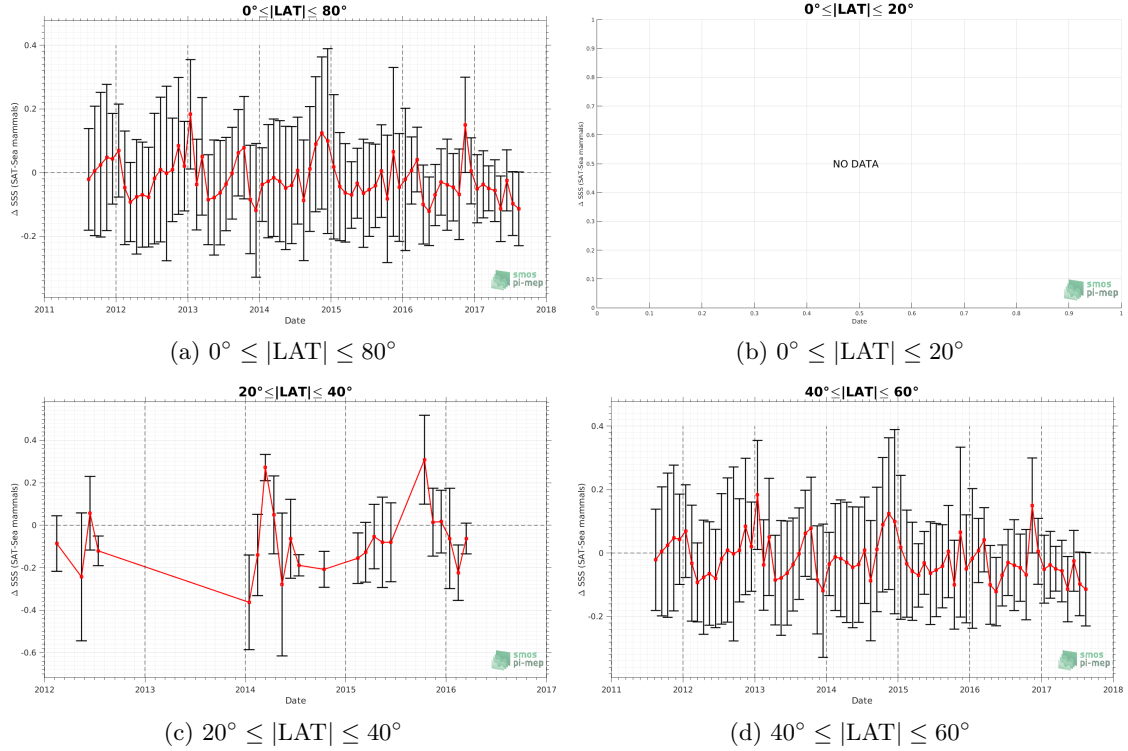 0°≤|LAT|≤ 80°
Δ SSS (SAT-Sea mammals)
0.4
0.2
0
-0.2
2011 2012 2013 2014 2015 2016 2017 2018
Date
smos
pi-mep
(a) 0° ≤ |LAT| ≤ 80°
0°≤|LAT|≤ 20°
Δ SSS (SAT-Sea mammals)
1
0.9
0.8
0.7
0.6
0.5
0.4
0.3
0.2
0.1
0
NO DATA
0 0.1 0.2 0.3 0.4 0.5 0.6 0.7 0.8 0.9 1
Date
smos
pi-mep
(b) 0° ≤ |LAT| ≤ 20°
20°≤|LAT|≤ 40°
Δ SSS (SAT-Sea mammals)
0.4
0.2
0
-0.2
-0.4
-0.6
2012 2013 2014 2015 2016 2017
Date
smos
pi-mep
(c) 20° ≤ |LAT| ≤ 40°
40°≤|LAT|≤ 60°
Δ SSS (SAT-Sea mammals)
0.4
0.2
0
-0.2
2011 2012 2013 2014 2015 2016 2017 2018
Date
smos
pi-mep
(d) 40° ≤ |LAT| ≤ 60°